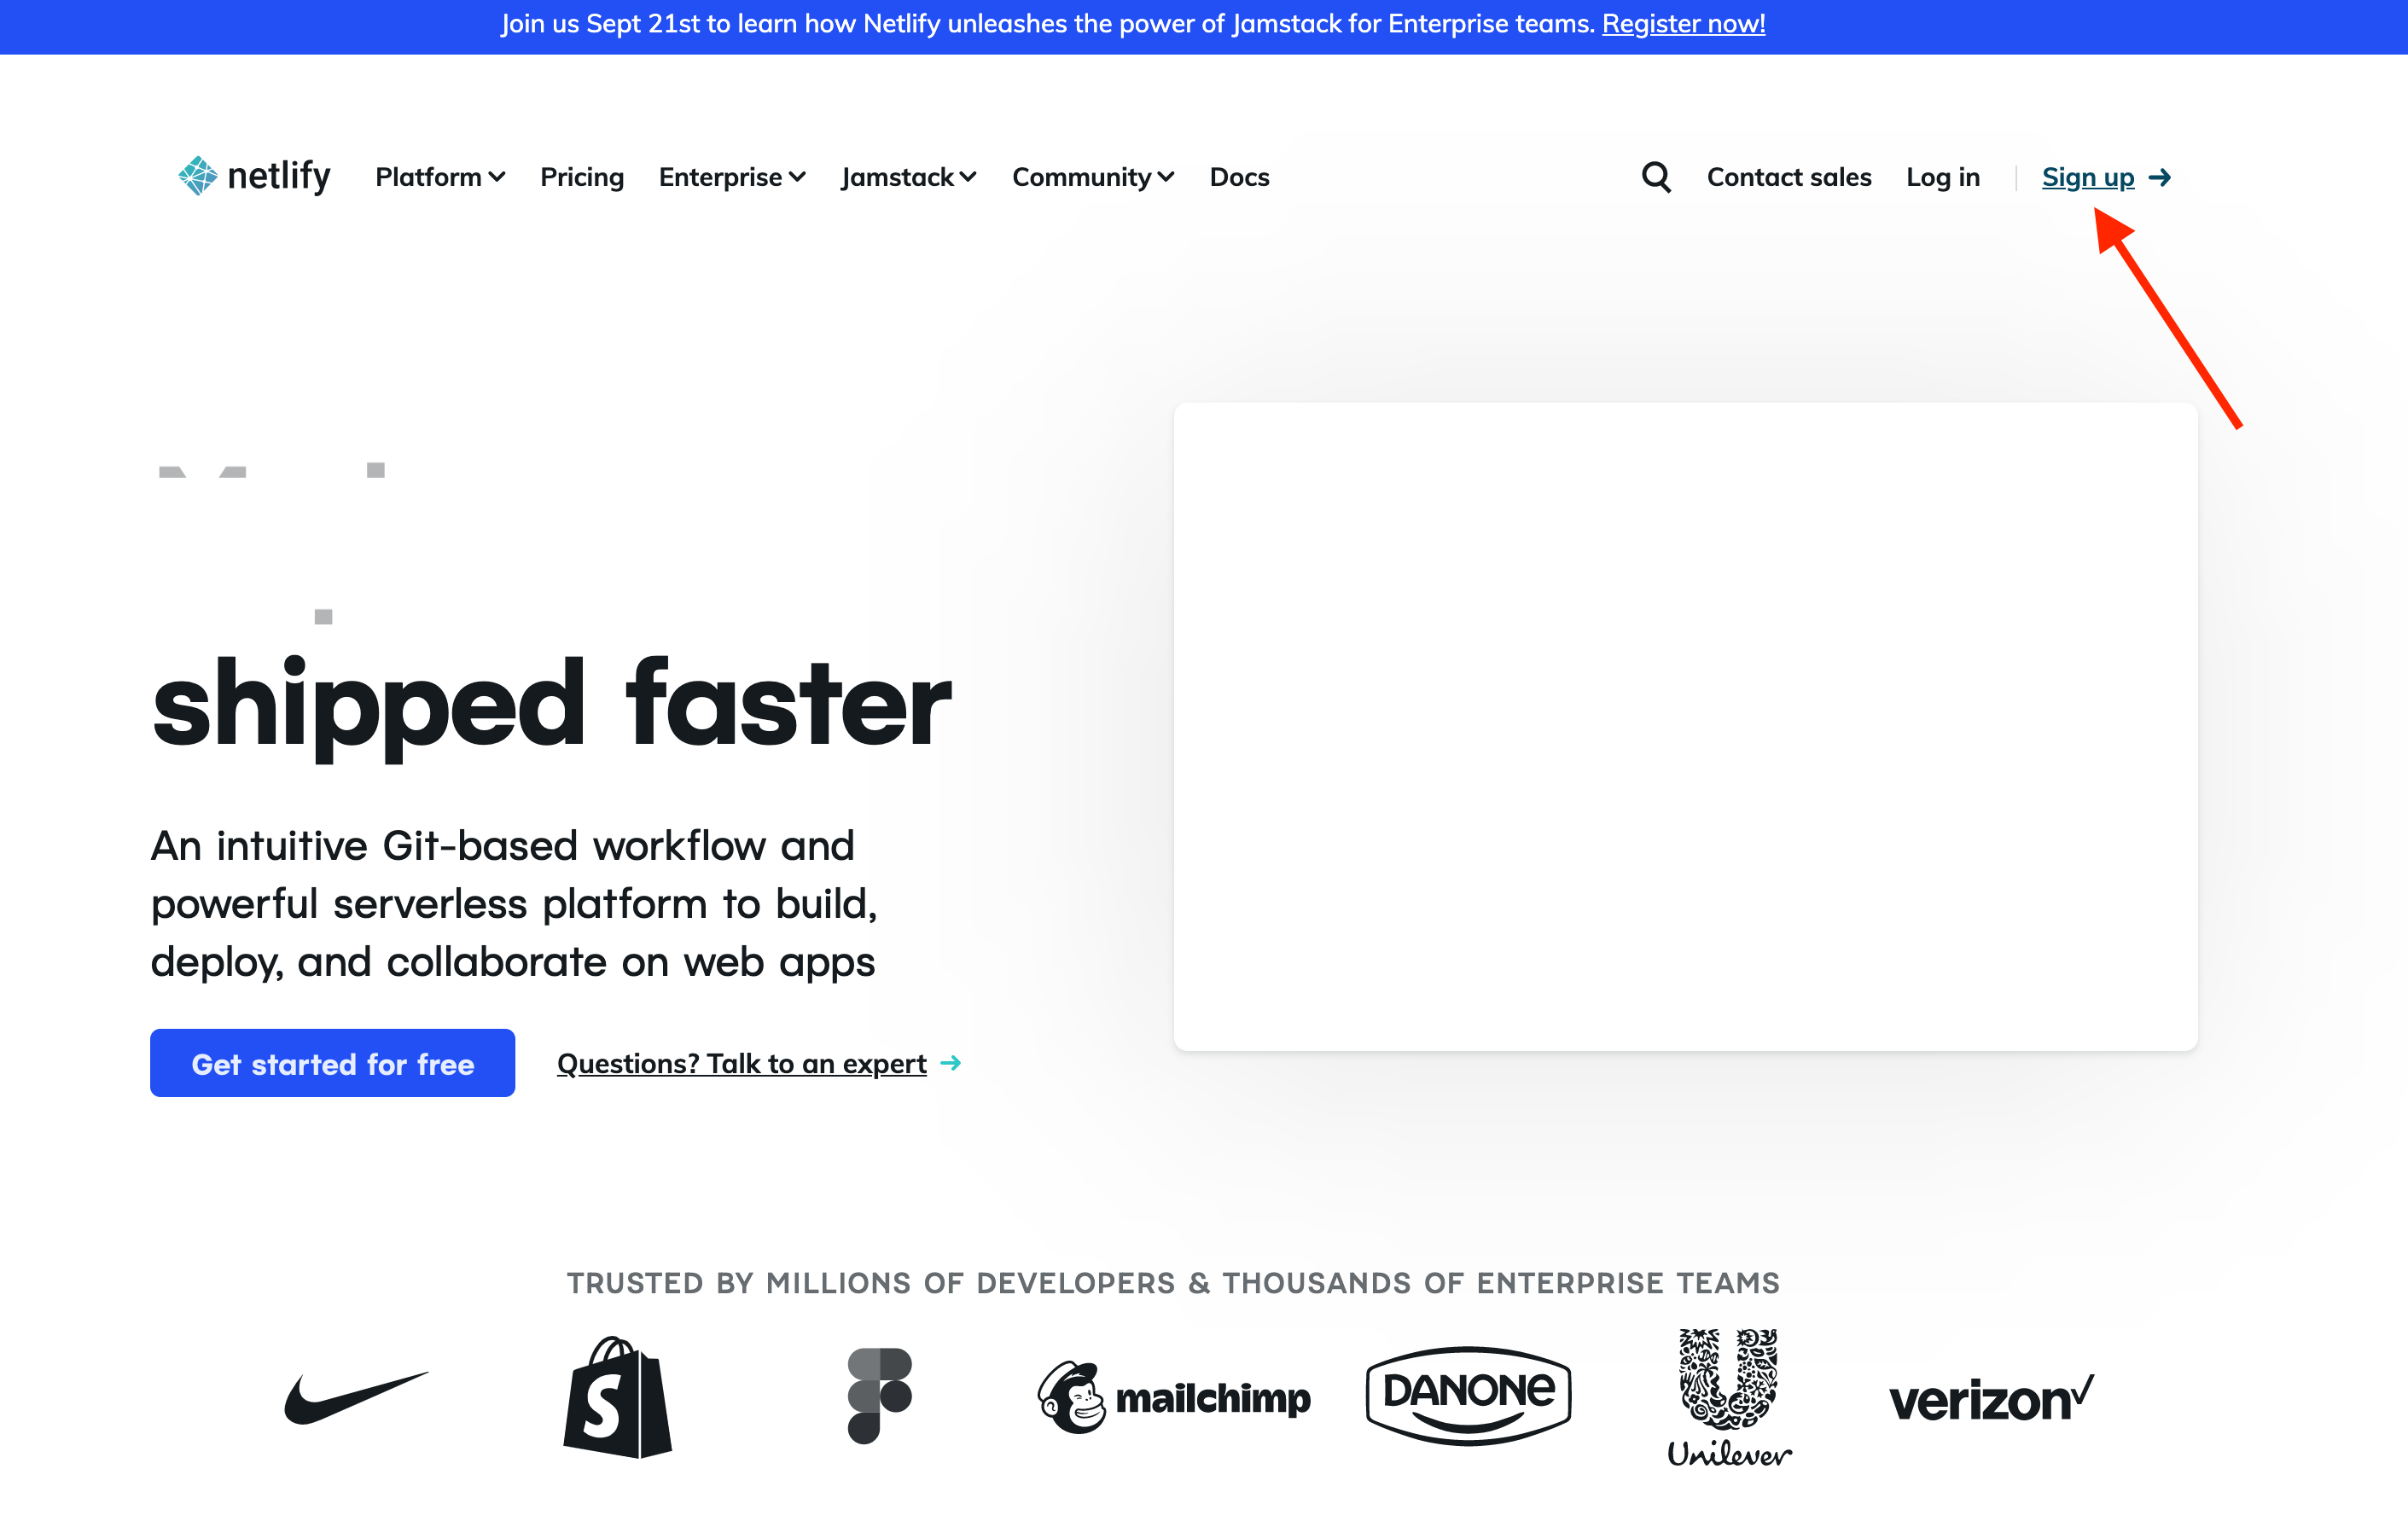 Join us Sept 21st to learn how Netlify unleashes the power of Jamstack for Enterprise teams. Register now!
netlify Platform Pricing Enterprise Jamstack Community Docs Contact sales Log in Sign up
shipped faster
An intuitive Git-based workflow and
powerful serverless platform to build,
deploy, and collaborate on web apps
Get started for free Questions? Talk to an expert
TRUSTED BY MILLIONS OF DEVELOPERS & THOUSANDS OF ENTERPRISE TEAMS
S mailchimp DANONE Unilever verizon